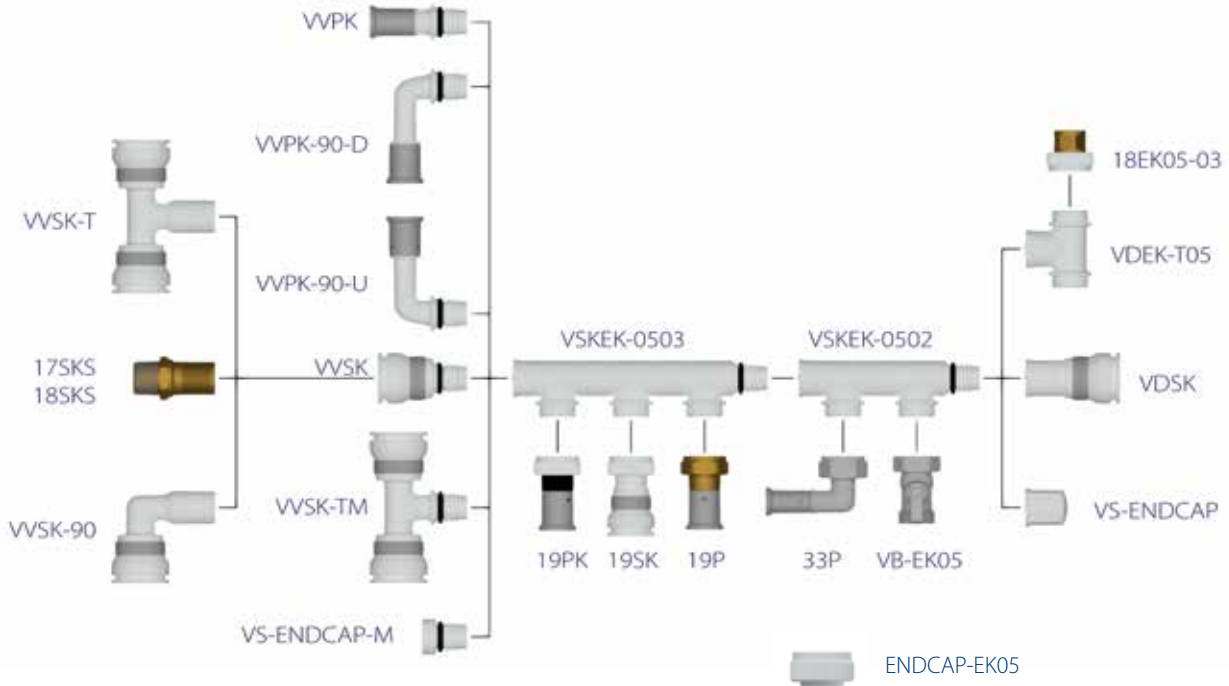 VVPK
VVPK-90-D
18EK05-03
VVSK-T
VDEK-T05
VVPK-90-U
VSKEK-0503
VSKEK-0502
17SKS
18SKS
VVSK
VDSK
VVSK-90
VVSK-TM
VS-ENDCAP
19PK
19SK
19P
33P
VB-EK05
VS-ENDCAP-M
ENDCAP-EK05